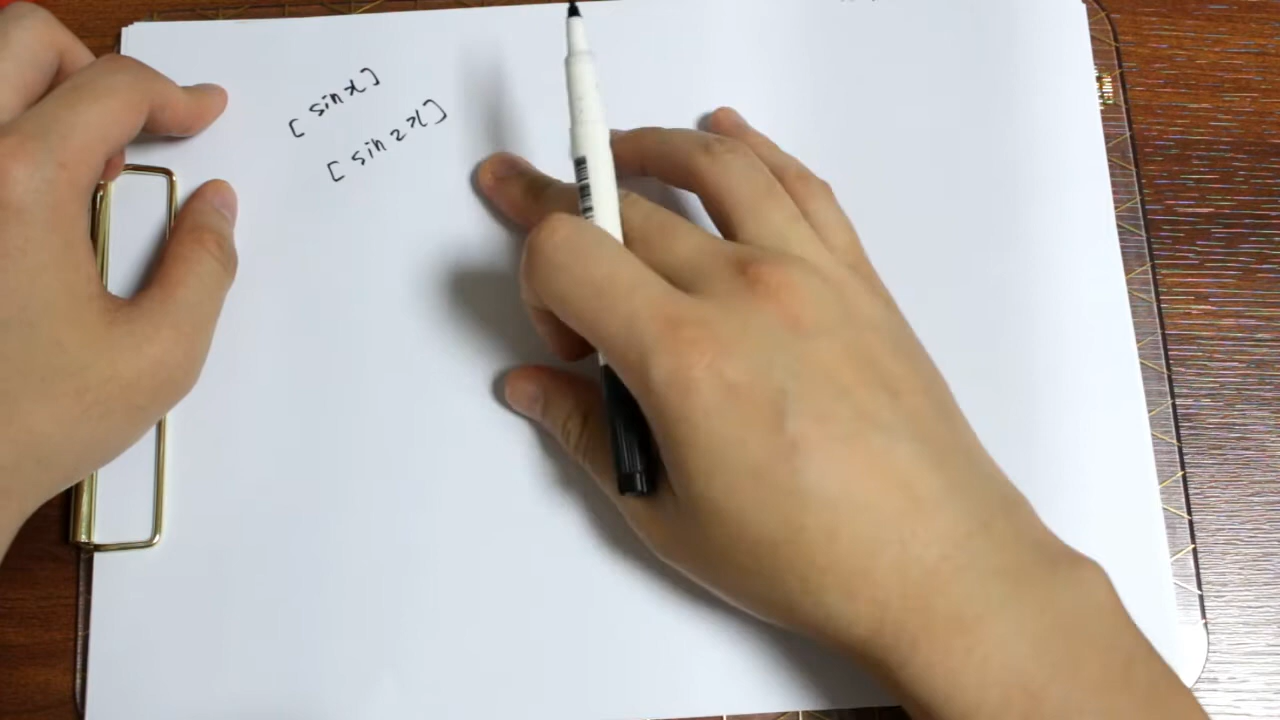 [ sin x ]
[ sin 2x ]